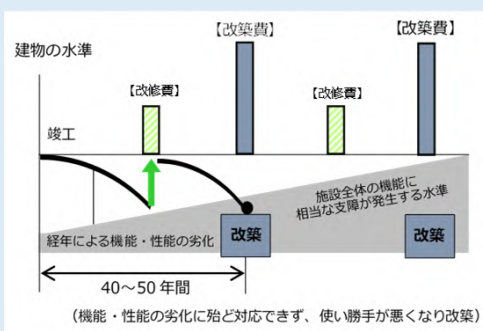 【改築費】
【改築費】
建物の水準
【改修費】
【改修費】
竣工
施設全体の機能に
相当な支障が発生する水準
経年による機能・性能の劣化
改築
改築
40～50 年間
（機能・性能の劣化に殆ど対応できず、使い勝手が悪くなり改築）